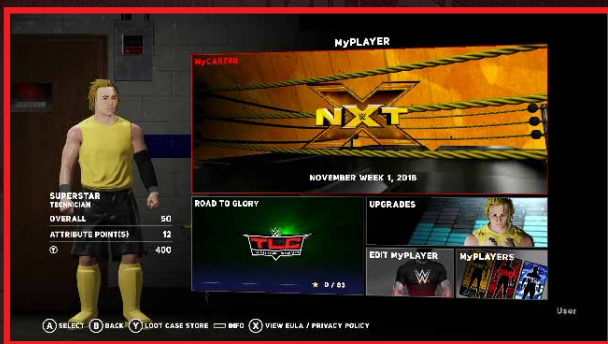 MyPLAYER
MyCAREER
NXT
NOVEMBER WEEK 1, 2018
SUPERSTAR
TECHNICIAN
OVERALL 50
ATTRIBUTE POINT(S) 12
400
ROAD TO GLORY
TLC
0 / 83
UPGRADES
EDIT MyPLAYER
MyPLAYERS
User
A SELECT B BACK Y LOOT CASE STORE INFO X VIEW EULA / PRIVACY POLICY